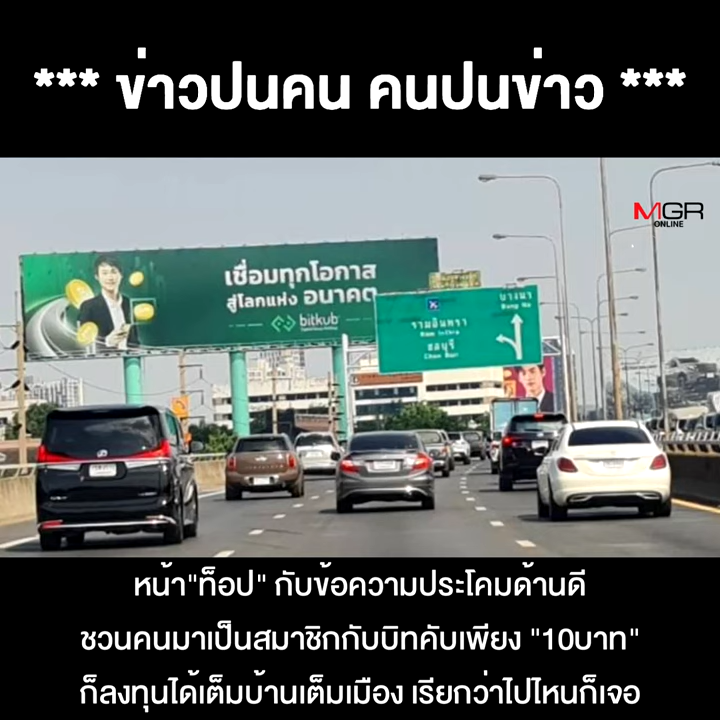 *** ข่าวปนคน คนปนข่าว ***
MGR
ONLINE
เชื่อมทุกโอกาส
สู่โลกแห่ง อนาคต
bitkub
บางนา
Bang Na
รามอินทรา
Ram Inthra
ชลบุรี
Chon Buri
หน้า"ท็อป" กับข้อความประโคมด้านดี
ชวนคนมาเป็นสมาชิกกับบิทคับเพียง "10บาท"
ก็ลงทุนได้เต็มบ้านเต็มเมือง เรียกว่าไปไหนก็เจอ